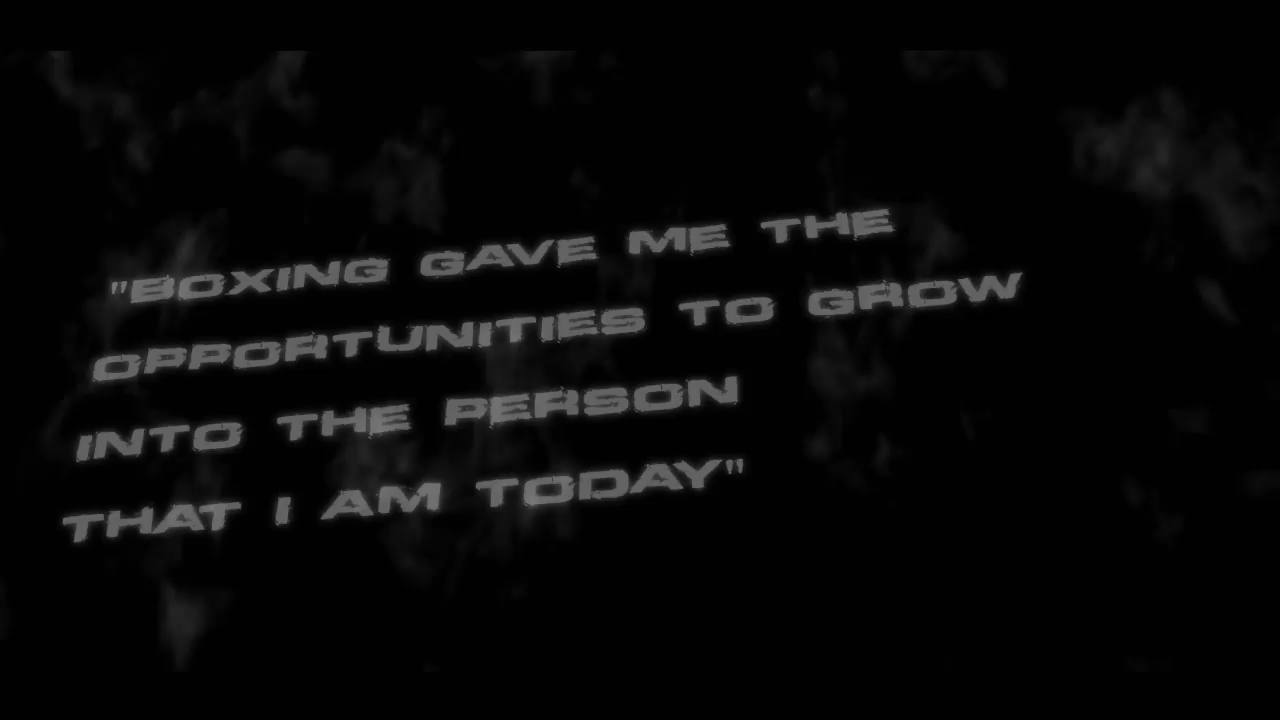 "BOXING GAVE ME THE
OPPORTUNITIES TO GROW
INTO THE PERSON
THAT I AM TODAY"